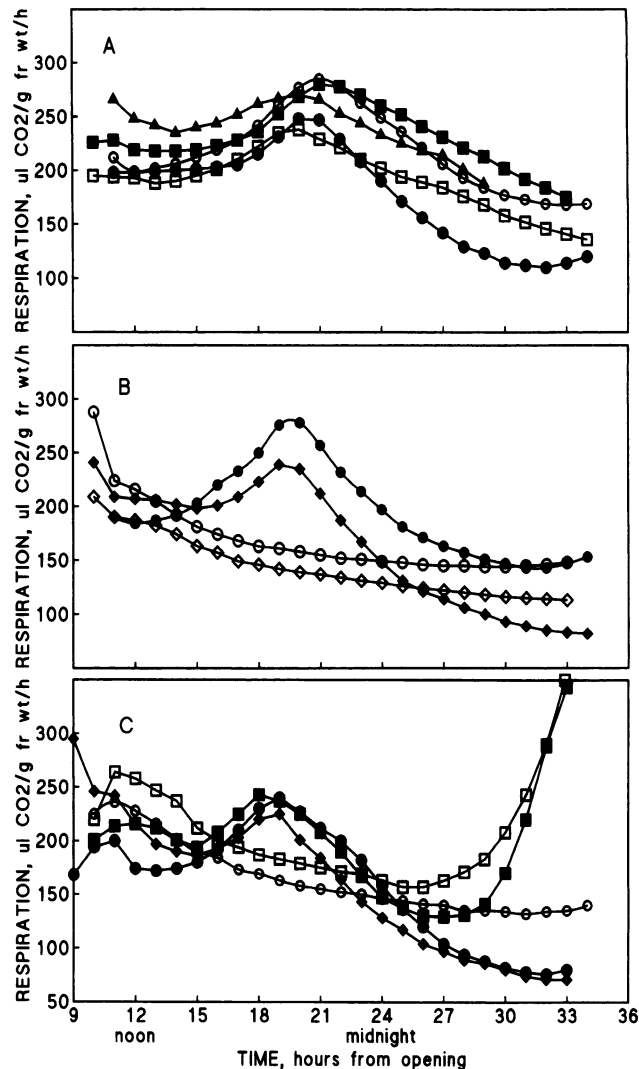 A
RESPIRATION, ul CO2/g fr wt/h
300
250
200
150
100
B
RESPIRATION, ul CO2/g fr wt/h
300
250
200
150
100
C
RESPIRATION, ul CO2/g fr wt/h
300
250
200
150
100
50
9 12 15 18 21 24 27 30 33 36
noon midnight
TIME, hours from opening